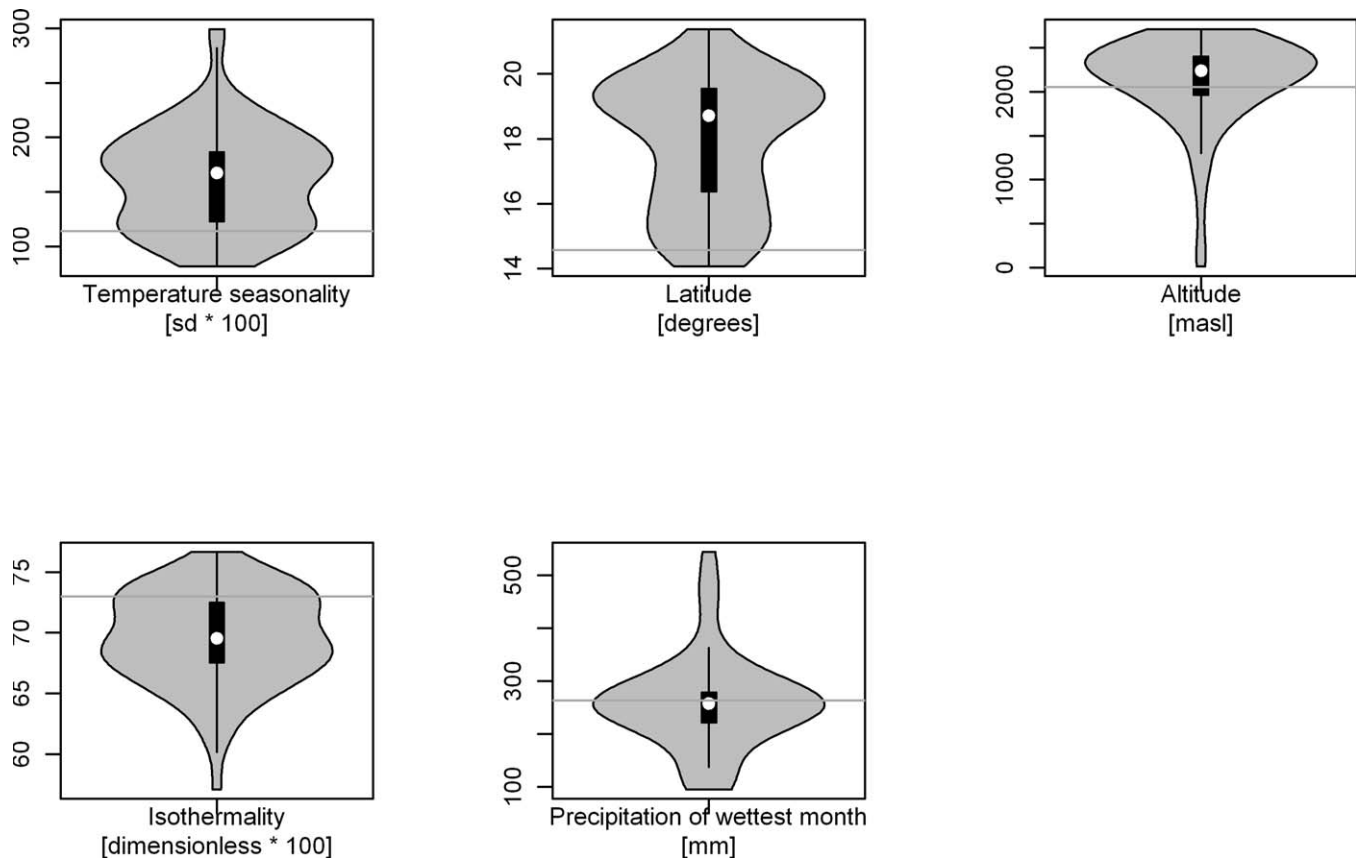 300
200
100
Temperature seasonality
[sd * 100]
20
18
16
14
Latitude
[degrees]
2000
1000
0
Altitude
[masl]
75
70
65
60
Isothermality
[dimensionless * 100]
500
300
100
Precipitation of wettest month
[mm]